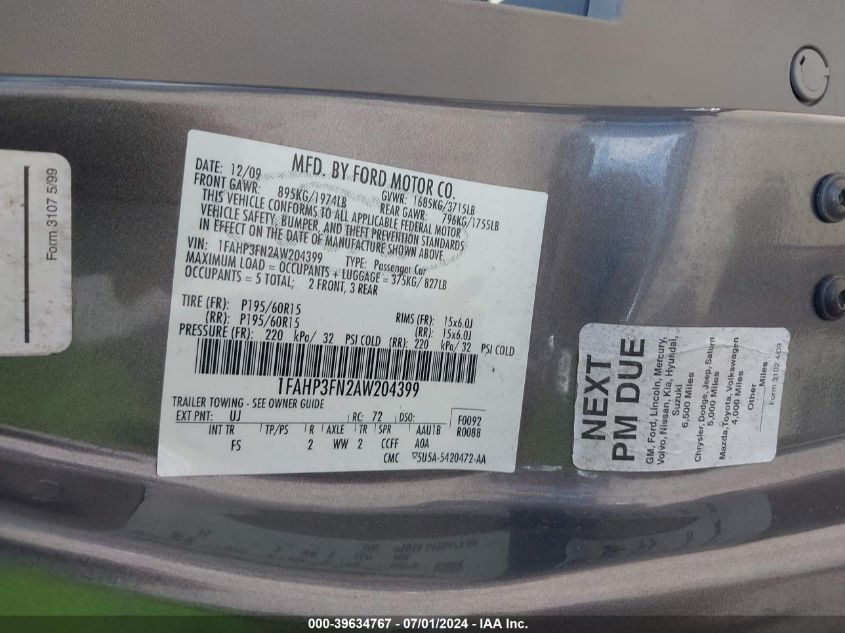 Form 3107 5/99
MFD. BY FORD MOTOR CO.
DATE: 12/09
GVWR: 1685KG/3715LB
FRONT GAWR: 895KG/1974LB
REAR GAWR: 796KG/1755LB
THIS VEHICLE CONFORMS TO ALL APPLICABLE FEDERAL MOTOR
VEHICLE SAFETY, BUMPER, AND THEFT PREVENTION STANDARDS
IN EFFECT ON THE DATE OF MANUFACTURE SHOWN ABOVE.
VIN: 1FAHP3FN2AW204399 TYPE: Passenger Car
MAXIMUM LOAD = OCCUPANTS + LUGGAGE = 375KG/827LB
OCCUPANTS = 5 TOTAL; 2 FRONT, 3 REAR
TIRE (FR): P195/60R15 RIMS (FR): 15x6.0J
(RR): P195/60R15 (RR): 15x6.0J
PRESSURE (FR): 220 kPa/ 32 PSI COLD (RR): 220 kPa/ 32 PSI COLD
1FAHP3FN2AW204399
TRAILER TOWING - SEE OWNER GUIDE
EXT PNT: UJ RC: 72 DSO: F0092
R0088
INT TR TP/PS R AXLE TR SPR AAU1B
FS 2 WW 2 CCFF A0A
CMC 5U5A-5420472-AA
NEXT
PM DUE
GM, Ford, Lincoln, Mercury,
Volvo, Nissan, Kia, Hyundai,
Suzuki
6,500 Miles
Chrysler, Dodge, Jeep, Saturn
5,000 Miles
Mazda, Toyota, Volkswagen
4,000 Miles
Other
Miles
Form 3102 4/09
000-39634767 / 07/01/2024 - IAA Inc.